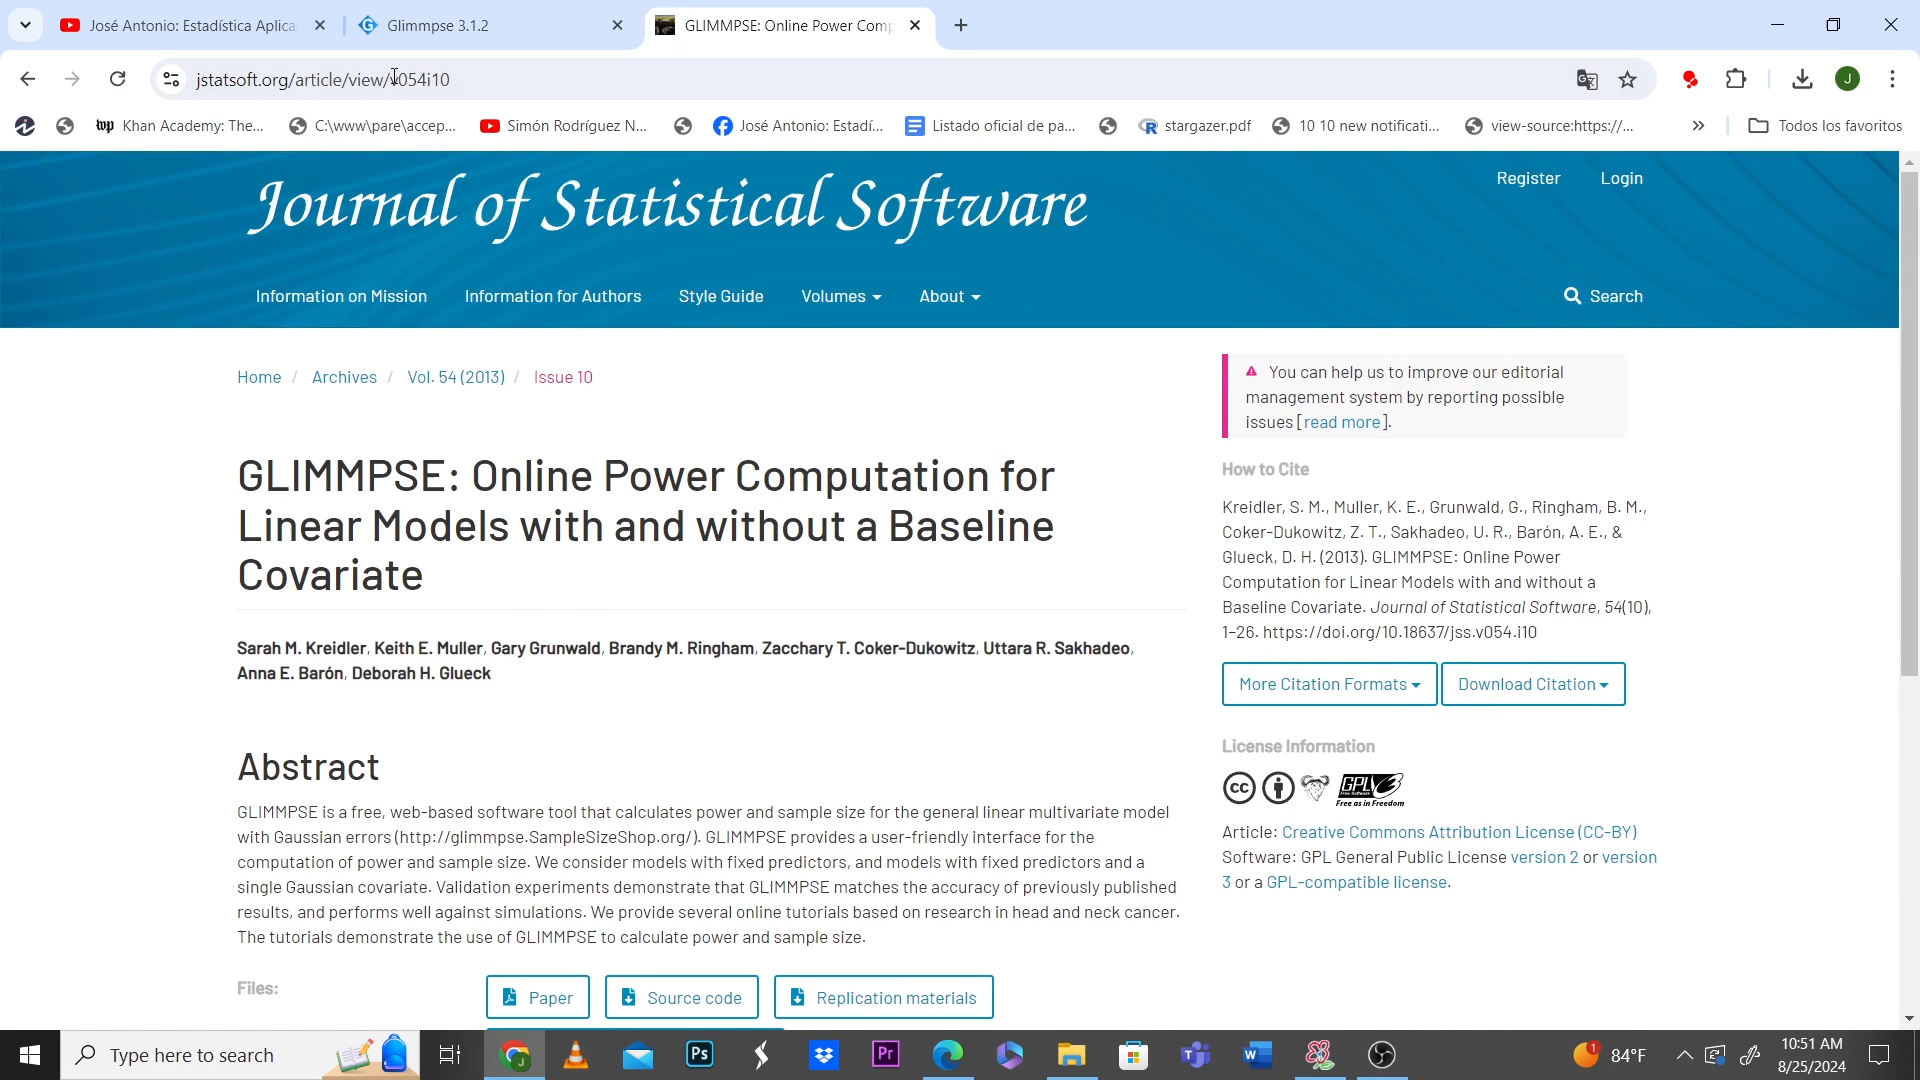 José Antonio: Estadística Aplica
Glimmpse 3.1.2
GLIMMPSE: Online Power Comp
jstatsoft.org/article/view/v054i10
Khan Academy: The...
C:\www\pare\accep...
Simón Rodríguez N...
José Antonio: Estadí...
Listado oficial de pa...
stargazer.pdf
10 10 new notificati...
view-source:https://...
»
Todos los favoritos
Journal of Statistical Software
Register
Login
Information on Mission
Information for Authors
Style Guide
Volumes
About
Search
Home / Archives / Vol. 54 (2013) / Issue 10
GLIMMPSE: Online Power Computation for
Linear Models with and without a Baseline
Covariate
Sarah M. Kreidler, Keith E. Muller, Gary Grunwald, Brandy M. Ringham, Zacchary T. Coker-Dukowitz, Uttara R. Sakhadeo,
Anna E. Barón, Deborah H. Glueck
Abstract
GLIMMPSE is a free, web-based software tool that calculates power and sample size for the general linear multivariate model
with Gaussian errors (http://glimmpse.SampleSizeShop.org/). GLIMMPSE provides a user-friendly interface for the
computation of power and sample size. We consider models with fixed predictors, and models with fixed predictors and a
single Gaussian covariate. Validation experiments demonstrate that GLIMMPSE matches the accuracy of previously published
results, and performs well against simulations. We provide several online tutorials based on research in head and neck cancer.
The tutorials demonstrate the use of GLIMMPSE to calculate power and sample size.
Files:
Paper
Source code
Replication materials
You can help us to improve our editorial
management system by reporting possible
issues [read more].
How to Cite
Kreidler, S. M., Muller, K. E., Grunwald, G., Ringham, B. M.,
Coker-Dukowitz, Z. T., Sakhadeo, U. R., Barón, A. E., &
Glueck, D. H. (2013). GLIMMPSE: Online Power
Computation for Linear Models with and without a
Baseline Covariate. Journal of Statistical Software, 54(10),
1–26. https://doi.org/10.18637/jss.v054.i10
More Citation Formats
Download Citation
License Information
cc
GPLv3
Free as in Freedom
Article: Creative Commons Attribution License (CC-BY)
Software: GPL General Public License version 2 or version
3 or a GPL-compatible license.
Type here to search
Ps
Pr
84°F
10:51 AM
8/25/2024